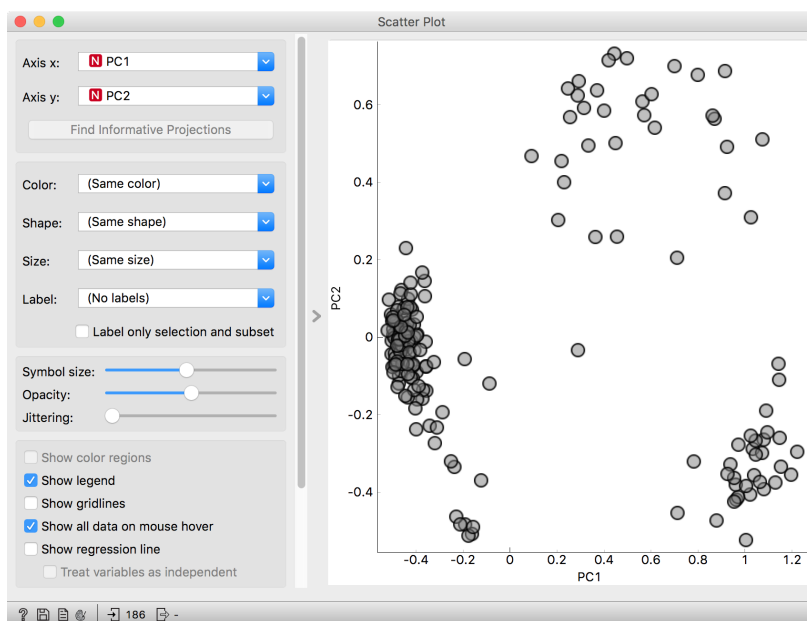 Scatter Plot
Axis x: N PC1
Axis y: N PC2
Find Informative Projections
Color: (Same color)
Shape: (Same shape)
Size: (Same size)
Label: (No labels)
Label only selection and subset
Symbol size:
Opacity:
Jittering:
Show color regions
Show legend
Show gridlines
Show all data on mouse hover
Show regression line
Treat variables as independent
? 186 -
PC2
0.6
0.4
0.2
0
-0.2
-0.4
-0.4 -0.2 0 0.2 0.4 0.6 0.8 1.0 1.2
PC1